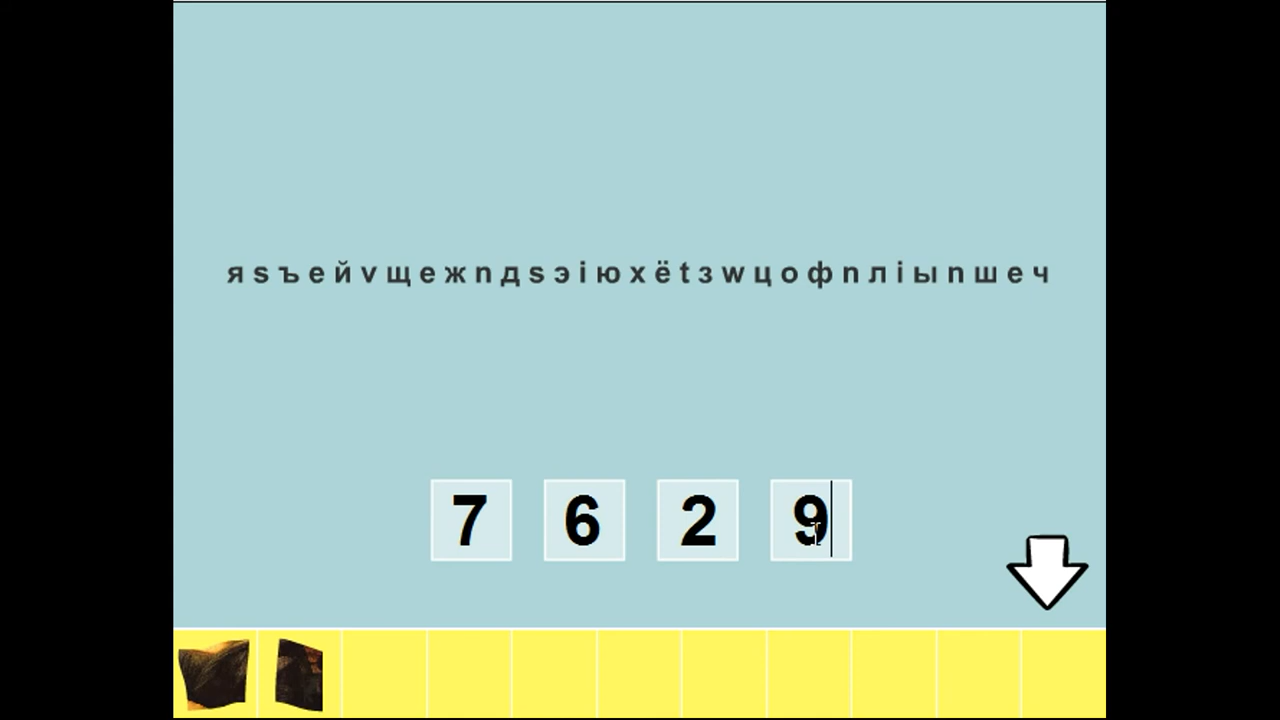 я s ъ e й v щ e ж n д s э i ю x ё t з w ц o ф n л i ы n ш e ч
7 6 2 9